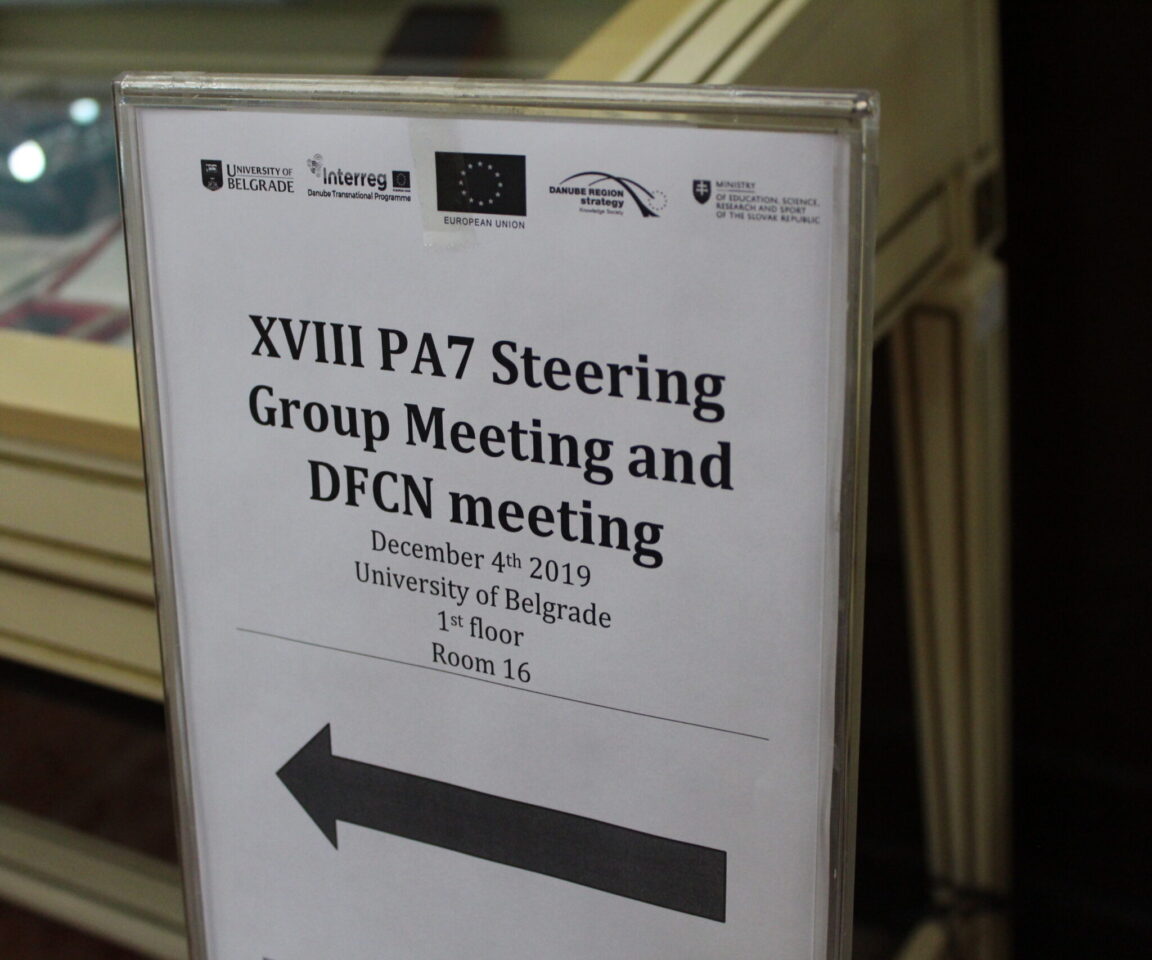 UNIVERSITY OF
BELGRADE
Interreg
Danube Transnational Programme
EUROPEAN UNION
DANUBE REGION
strategy
Knowledge Society
MINISTRY
OF EDUCATION, SCIENCE,
RESEARCH AND SPORT
OF THE SLOVAK REPUBLIC
XVIII PA7 Steering
Group Meeting and
DFCN meeting
December 4th 2019
University of Belgrade
1st floor
Room 16